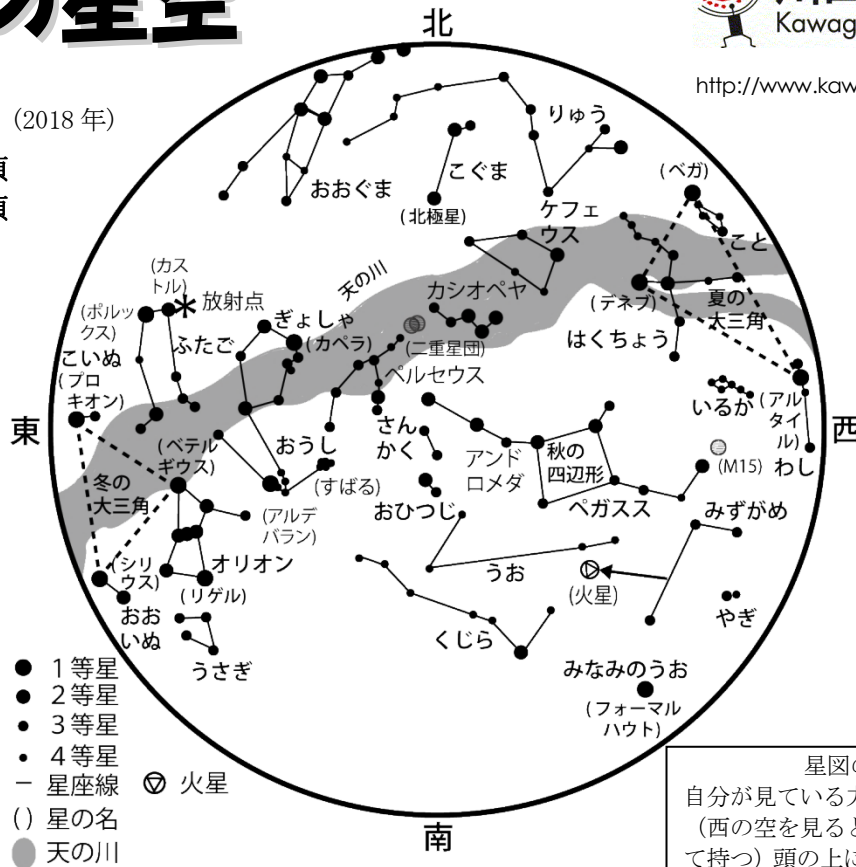 の星空
Kawag
http://www.kaw
(2018 年)
頃
頃
北
りゅう
(ベガ)
おおぐま
こぐま
(北極星)
ケフェ
ウス
こと
(カス
トル)
放射点
天の川
カシオペヤ
(デネブ)
夏の
大三角
(ポルッ
クス)
ふたご
ぎょしゃ
(カペラ)
(二重星団)
はくちょう
こいぬ
(プロ
キオン)
ペルセウス
いるか
(アル
タイ
ル)
わし
東
西
(ベテル
ギウス)
おうし
さん
かく
アンド
ロメダ
秋の
四辺形
(M15)
冬の
大三角
(すばる)
おひつじ
ペガスス
みずがめ
(アルデ
バラン)
(シリ
ウス)
オリオン
(リゲル)
うお
(火星)
やぎ
おお
いぬ
うさぎ
くじら
みなみのうお
(フォーマル
ハウト)
南
1等星
2等星
3等星
4等星
星座線
火星
() 星の名
天の川
星図の
自分が見ている方
(西の空を見ると
て持つ) 頭の上に